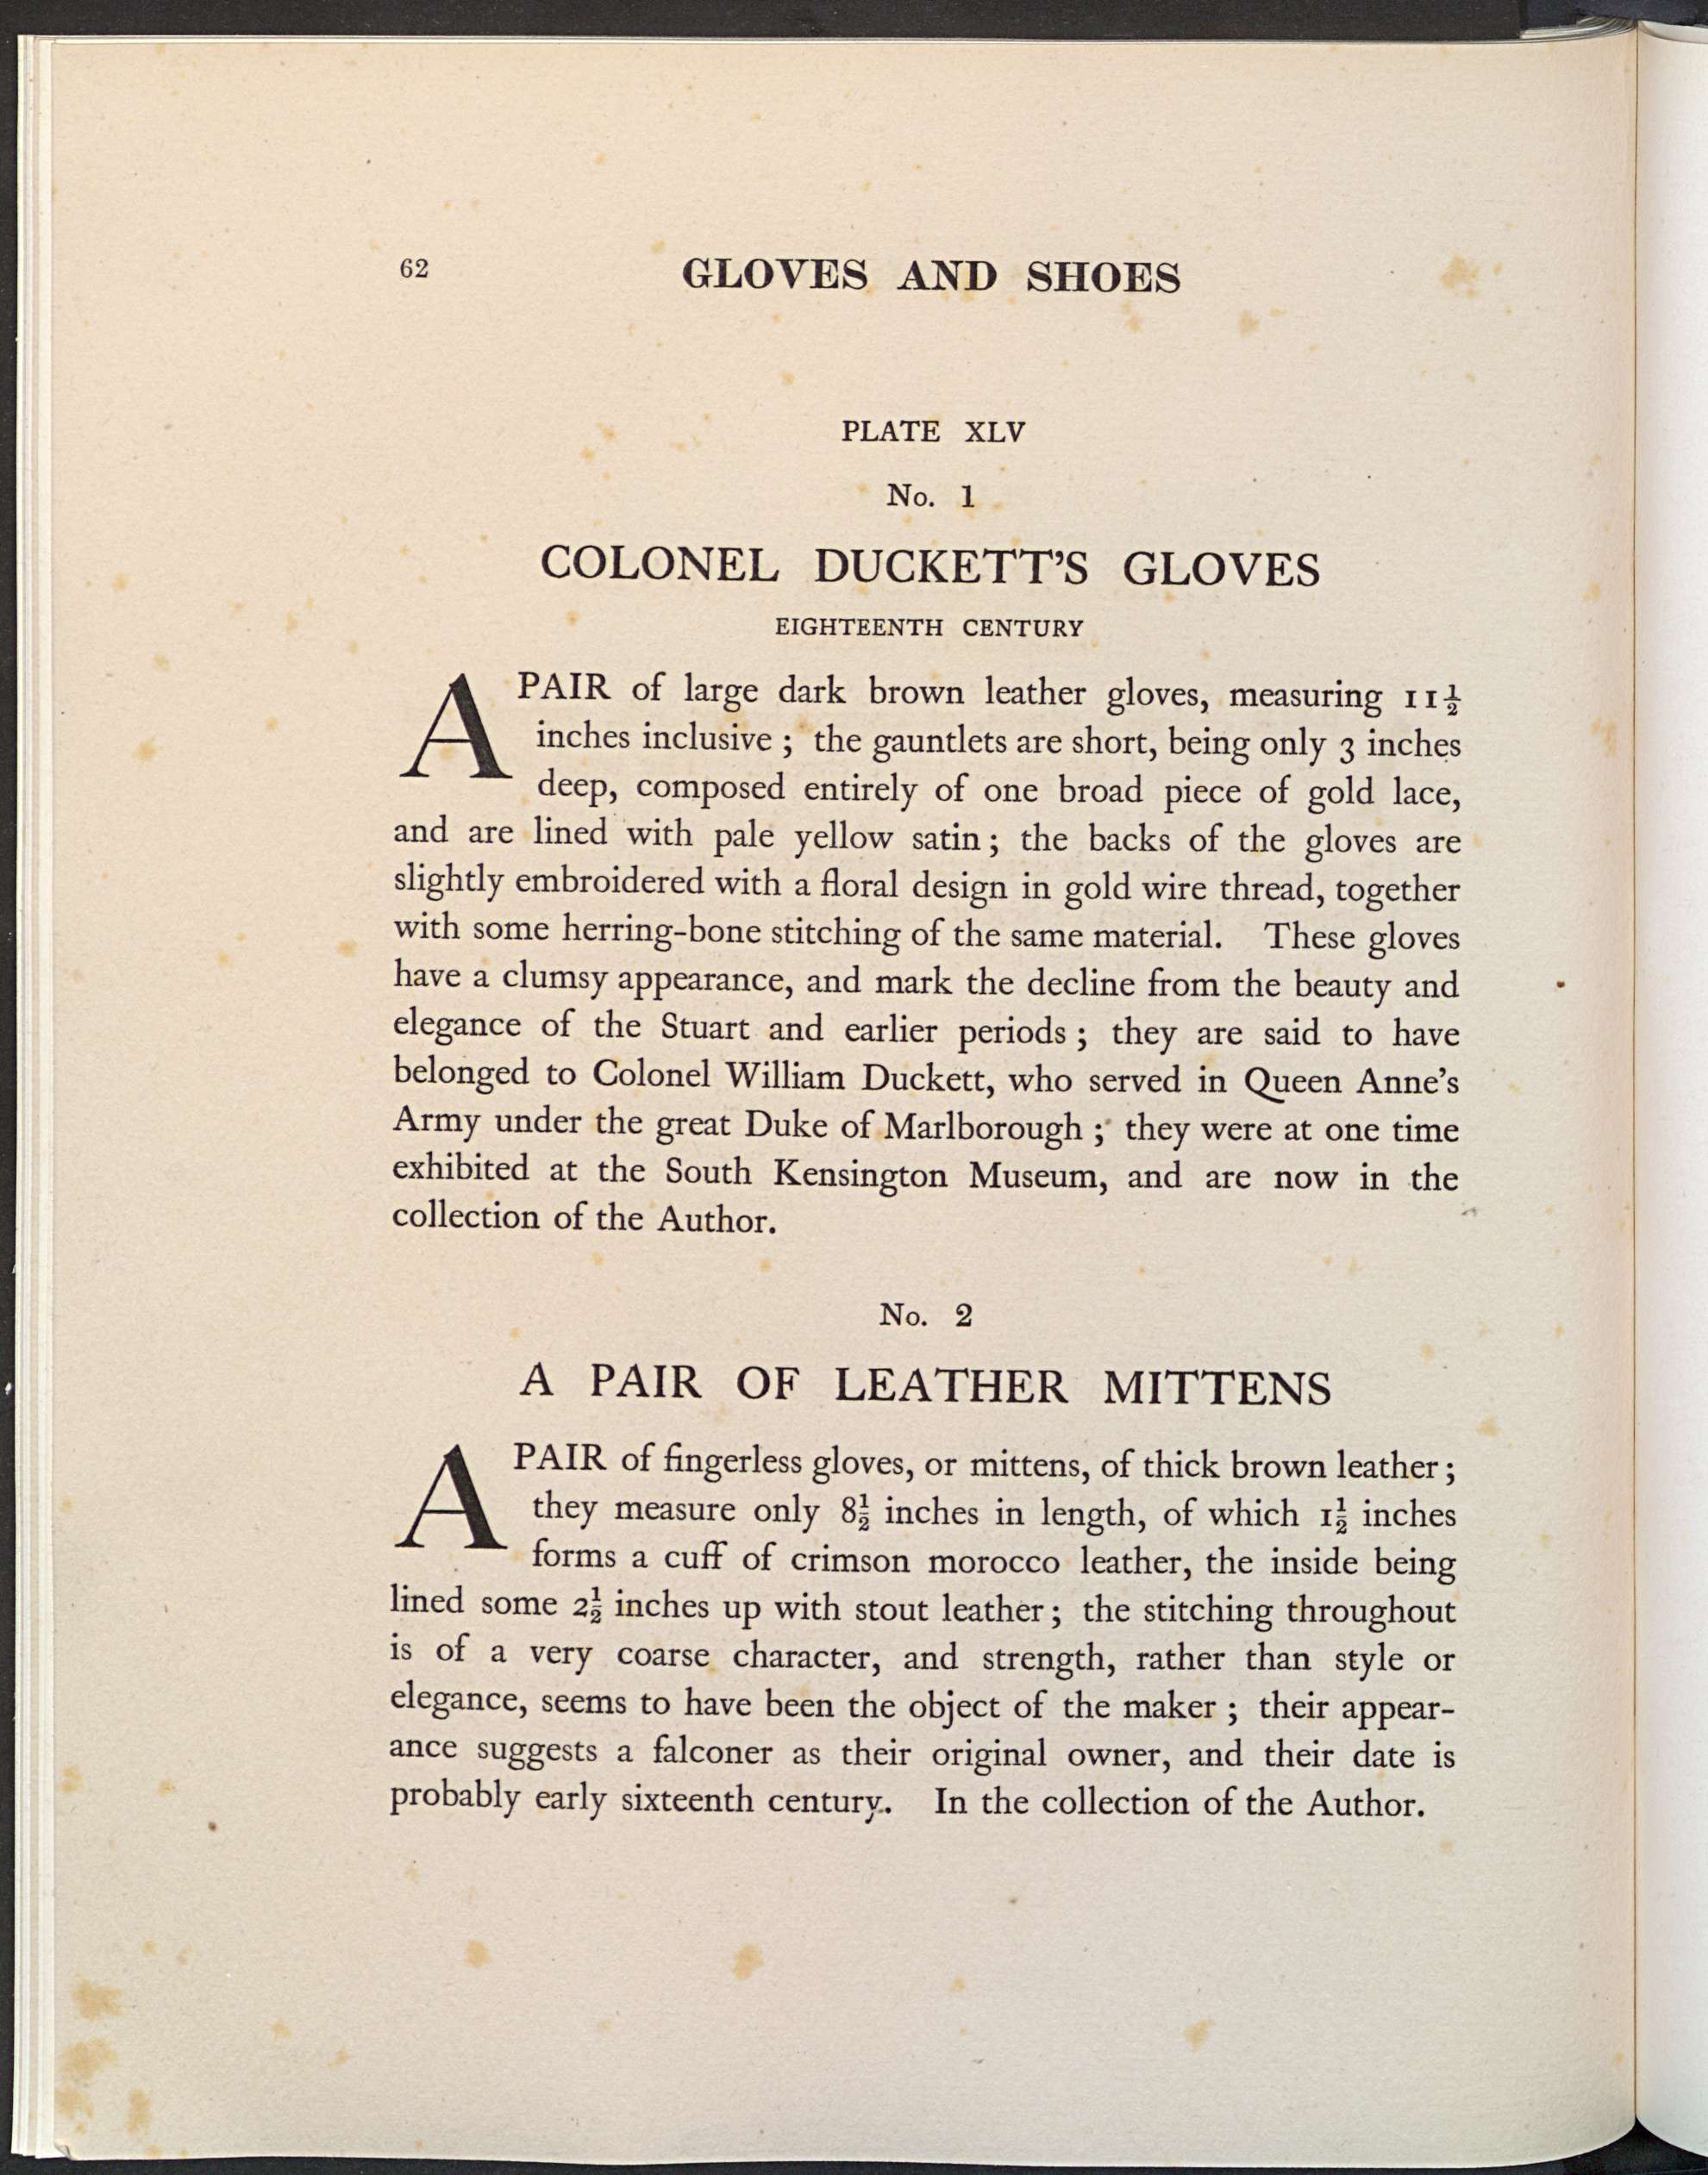 62
GLOVES AND SHOES
PLATE XLV
No. 1
COLONEL DUCKETT'S GLOVES
EIGHTEENTH CENTURY
A PAIR of large dark brown leather gloves, measuring 11½
inches inclusive ; the gauntlets are short, being only 3 inches
deep, composed entirely of one broad piece of gold lace,
and are lined with pale yellow satin ; the backs of the gloves are
slightly embroidered with a floral design in gold wire thread, together
with some herring-bone stitching of the same material. These gloves
have a clumsy appearance, and mark the decline from the beauty and
elegance of the Stuart and earlier periods ; they are said to have
belonged to Colonel William Duckett, who served in Queen Anne's
Army under the great Duke of Marlborough ; they were at one time
exhibited at the South Kensington Museum, and are now in the
collection of the Author.
No. 2
A PAIR OF LEATHER MITTENS
A PAIR of fingerless gloves, or mittens, of thick brown leather ;
they measure only 8½ inches in length, of which 1½ inches
forms a cuff of crimson morocco leather, the inside being
lined some 2½ inches up with stout leather ; the stitching throughout
is of a very coarse character, and strength, rather than style or
elegance, seems to have been the object of the maker ; their appear-
ance suggests a falconer as their original owner, and their date is
probably early sixteenth century. In the collection of the Author.